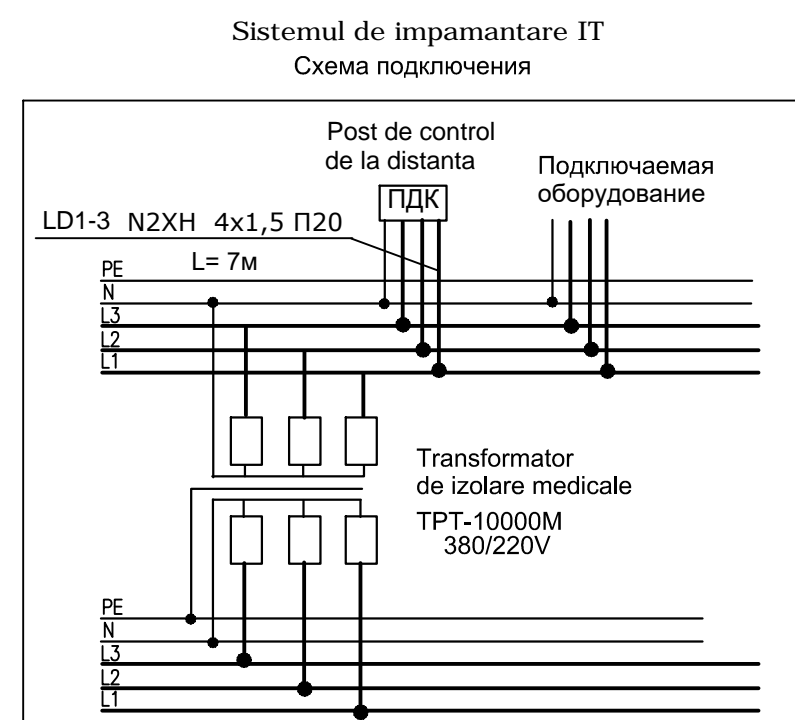 Sistemul de impamantare IT
Схема подключения
Post de control
de la distanta
ПДК
Подключаемая
оборудование
LD1-3 N2XH 4x1,5 П20
L= 7м
PE
N
L3
L2
L1
Transformator
de izolare medicale
ТРТ-10000М
380/220V
PE
N
L3
L2
L1